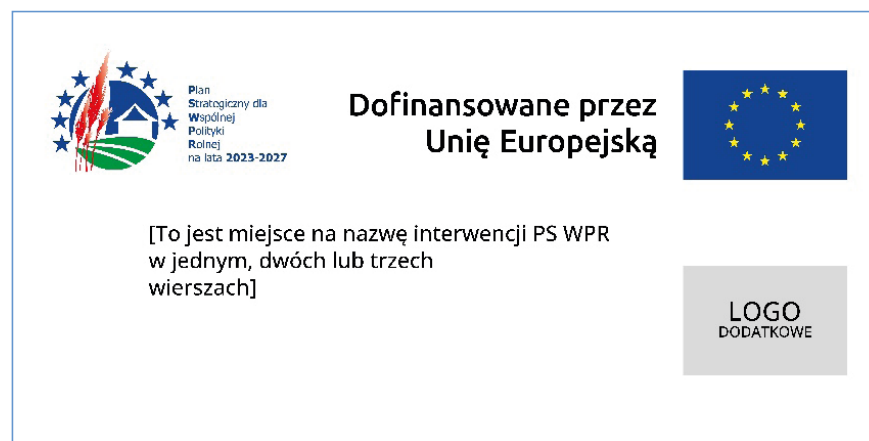 Plan
Strategiczny dla
Wspólnej
Polityki
Rolnej
na lata 2023-2027
Dofinansowane przez
Unię Europejską
[To jest miejsce na nazwę interwencji PS WPR
w jednym, dwóch lub trzech
wierszach]
LOGO
DODATKOWE